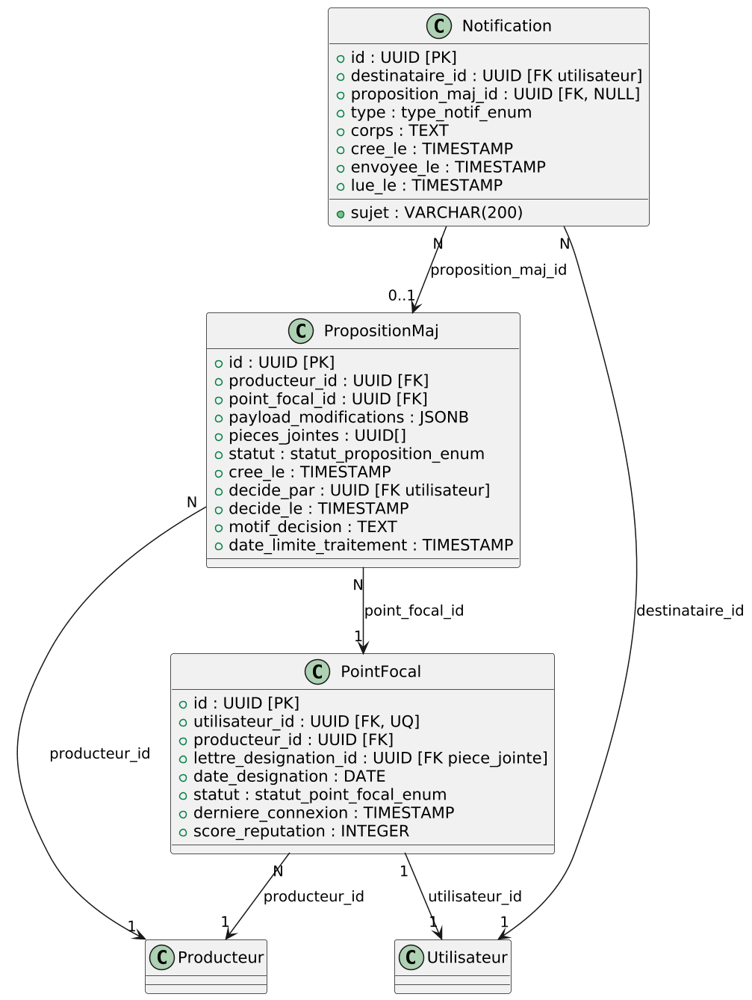 C Notification
id : UUID [PK]
destinataire_id : UUID [FK utilisateur]
proposition_maj_id : UUID [FK, NULL]
type : type_notif_enum
corps : TEXT
cree_le : TIMESTAMP
envoyee_le : TIMESTAMP
lue_le : TIMESTAMP
sujet : VARCHAR(200)
N
N
proposition_maj_id
0..1
C PropositionMaj
id : UUID [PK]
producteur_id : UUID [FK]
point_focal_id : UUID [FK]
payload_modifications : JSONB
pieces_jointes : UUID[]
statut : statut_proposition_enum
cree_le : TIMESTAMP
decide_par : UUID [FK utilisateur]
decide_le : TIMESTAMP
motif_decision : TEXT
date_limite_traitement : TIMESTAMP
N
N
point_focal_id
destinataire_id
1
C PointFocal
id : UUID [PK]
utilisateur_id : UUID [FK, UQ]
producteur_id : UUID [FK]
lettre_designation_id : UUID [FK piece_jointe]
date_designation : DATE
statut : statut_point_focal_enum
derniere_connexion : TIMESTAMP
score_reputation : INTEGER
producteur_id
N
1
producteur_id
utilisateur_id
1
1
1
1
C Producteur
C Utilisateur